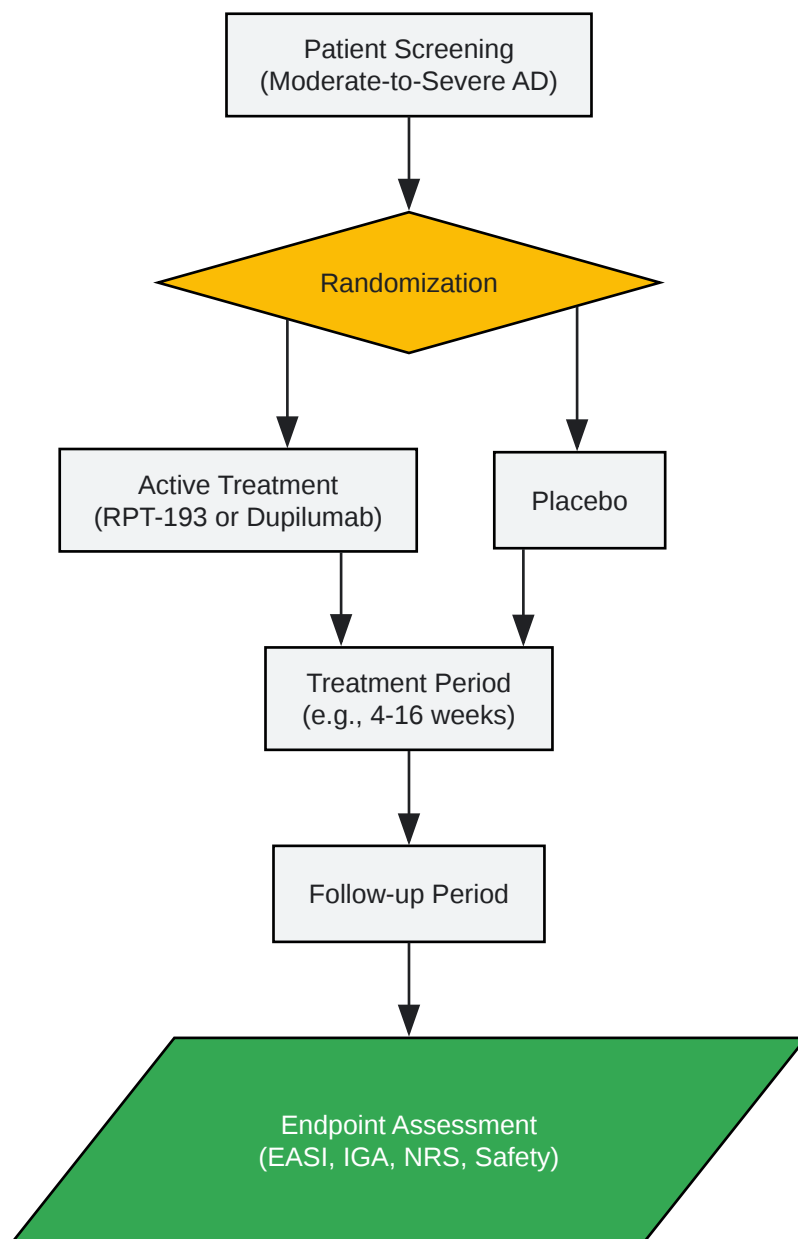 Patient Screening
(Moderate-to-Severe AD)
Randomization
Active Treatment
(RPT-193 or Dupilumab)
Placebo
Treatment Period
(e.g., 4-16 weeks)
Follow-up Period
Endpoint Assessment
(EASI, IGA, NRS, Safety)